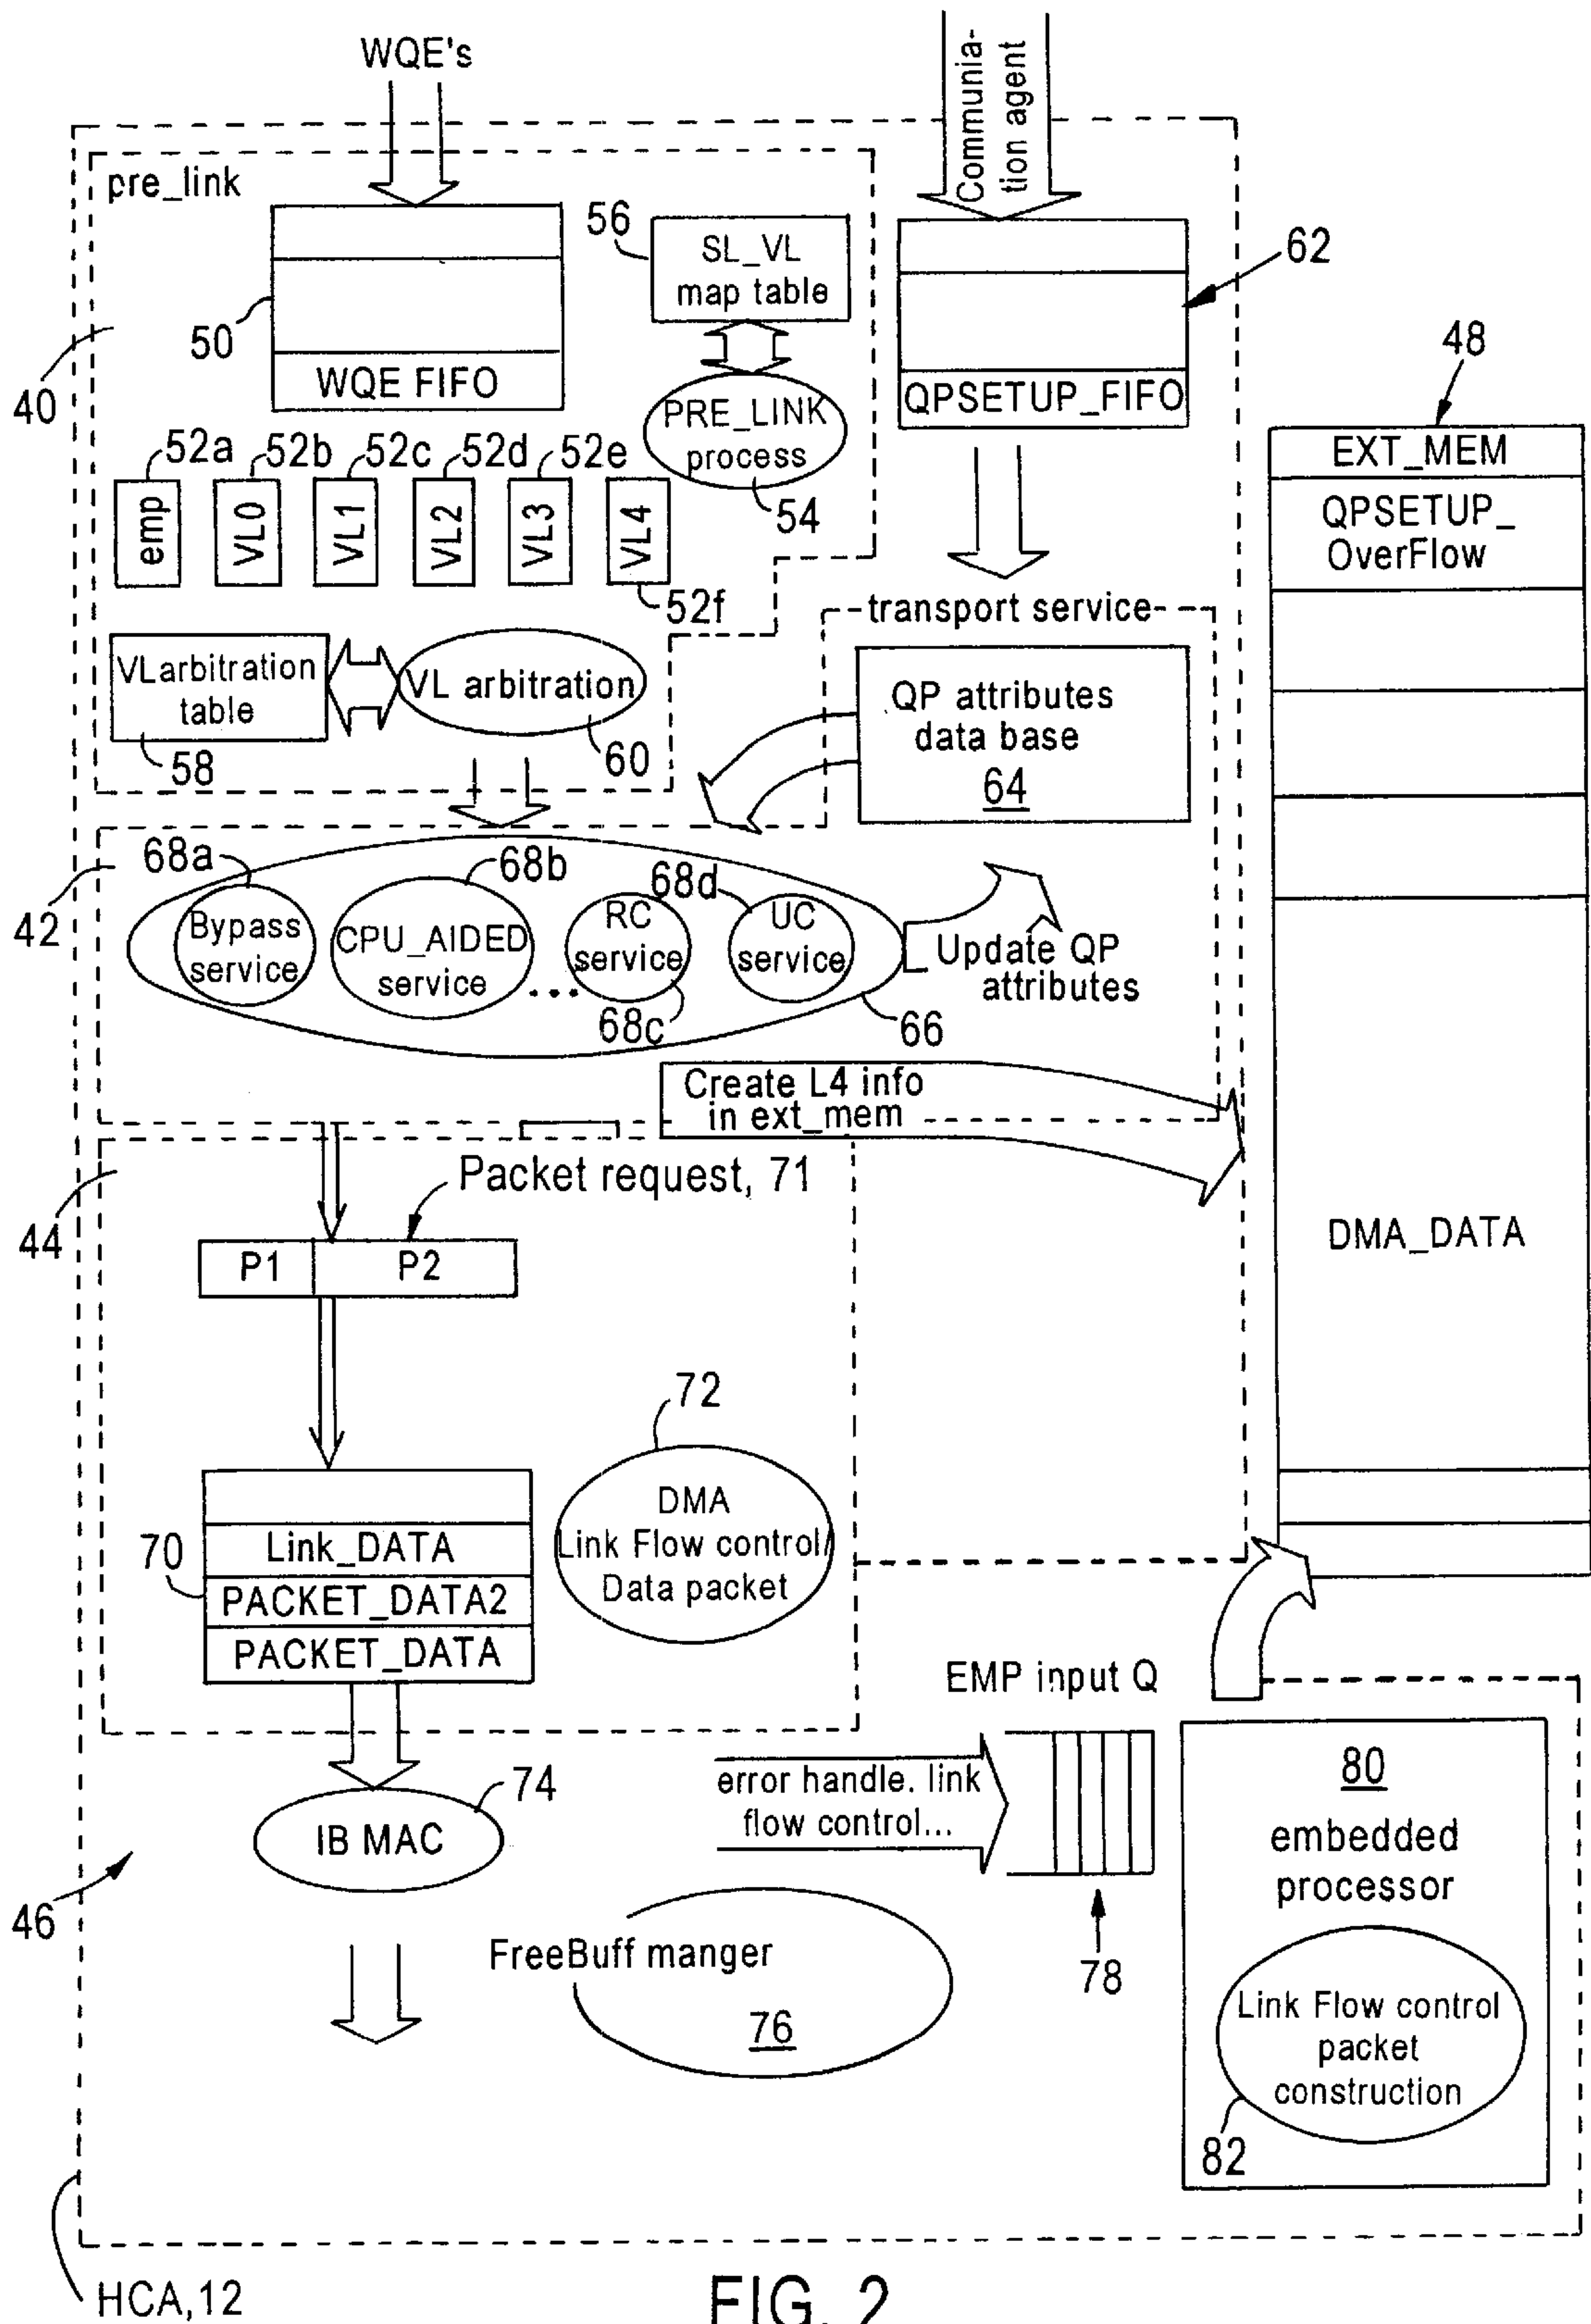 WQE's
Communia-
tion agent
pre_link
56
SL_VL
map table
62
50
WQE FIFO
40
PRE_LINK
process
54
QPSETUP_FIFO
48
EXT_MEM
QPSETUP_
OverFlow
52a
52b
52c
52d
52e
emp
VL0
VL1
VL2
VL3
VL4
52f
transport service
VLarbitration
table
58
VL arbitration
60
QP attributes
data base
64
42
68a
68b
68d
Bypass
service
CPU_AIDED
service
...
RC
service
UC
service
68c
66
Update QP
attributes
Create L4 info
in ext_mem
44
Packet request, 71
P1
P2
DMA_DATA
72
DMA
Link Flow control/
Data packet
70
Link_DATA
PACKET_DATA2
PACKET_DATA
EMP input Q
74
IB MAC
error handle. link
flow control...
78
80
embedded
processor
46
FreeBuff manger
76
Link Flow control
packet
construction
82
HCA,12
FIG. 2